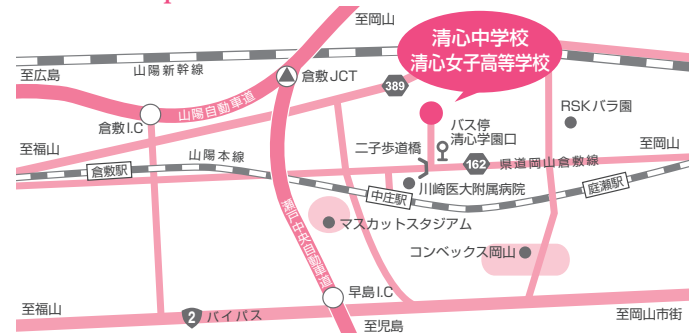 至岡山
清心中学校
清心女子高等学校
至広島
山陽新幹線
倉敷JCT
389
山陽自動車道
倉敷I.C
RSKバラ園
バス停
清心学園口
二子歩道橋
至福山
山陽本線
至岡山
162
県道岡山倉敷線
倉敷駅
川崎医大附属病院
中庄駅
庭瀬駅
瀬戸中央自動車道
マスカットスタジアム
コンベックス岡山
早島I.C
至福山
2
バイパス
至岡山市街
至児島